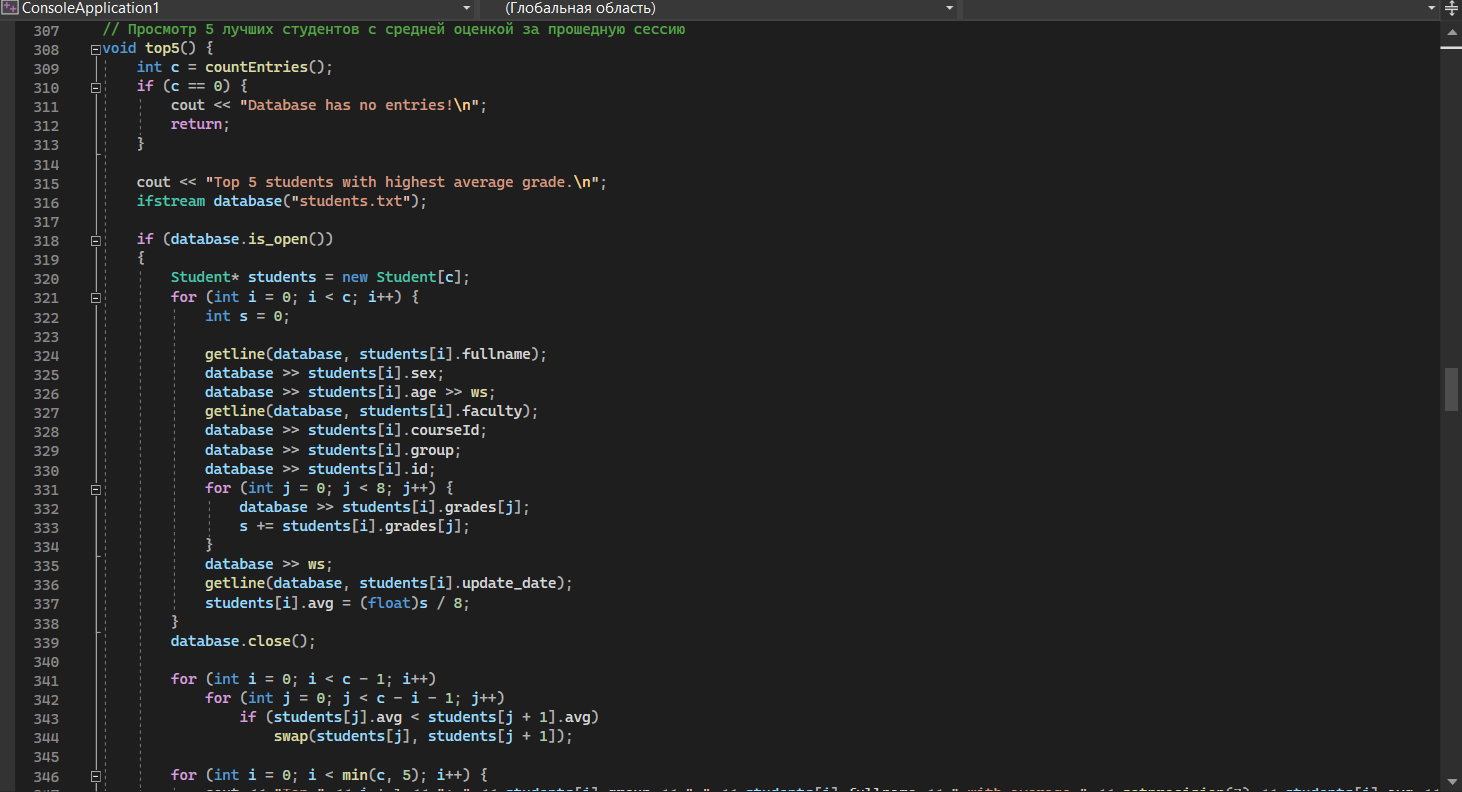 ConsoleApplication1 (Глобальная область)
307 // Просмотр 5 лучших студентов с средней оценкой за прошедную сессию
308 void top5() {
309 int c = countEntries();
310 if (c == 0) {
311 cout << "Database has no entries!\n";
312 return;
313 }
314
315 cout << "Top 5 students with highest average grade.\n";
316 ifstream database("students.txt");
317
318 if (database.is_open())
319 {
320 Student* students = new Student[c];
321 for (int i = 0; i < c; i++) {
322 int s = 0;
323
324 getline(database, students[i].fullname);
325 database >> students[i].sex;
326 database >> students[i].age >> ws;
327 getline(database, students[i].faculty);
328 database >> students[i].courseId;
329 database >> students[i].group;
330 database >> students[i].id;
331 for (int j = 0; j < 8; j++) {
332 database >> students[i].grades[j];
333 s += students[i].grades[j];
334 }
335 database >> ws;
336 getline(database, students[i].update_date);
337 students[i].avg = (float)s / 8;
338 }
339 database.close();
340
341 for (int i = 0; i < c - 1; i++)
342 for (int j = 0; j < c - i - 1; j++)
343 if (students[j].avg < students[j + 1].avg)
344 swap(students[j], students[j + 1]);
345
346 for (int i = 0; i < min(c, 5); i++) {